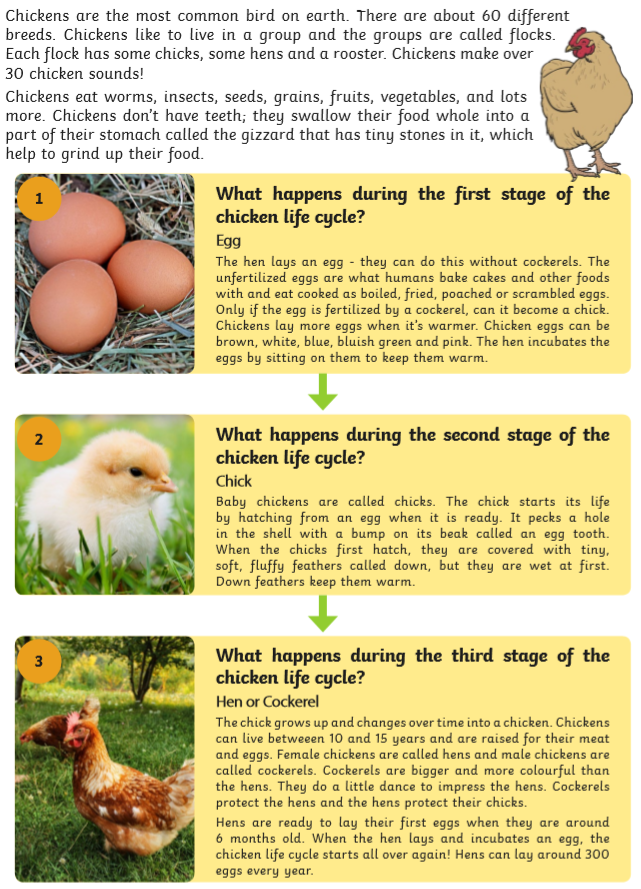 Chickens are the most common bird on earth. There are about 60 different
breeds. Chickens like to live in a group and the groups are called flocks.
Each flock has some chicks, some hens and a rooster. Chickens make over
30 chicken sounds!
Chickens eat worms, insects, seeds, grains, fruits, vegetables, and lots
more. Chickens don't have teeth; they swallow their food whole into a
part of their stomach called the gizzard that has tiny stones in it, which
help to grind up their food.
1
What happens during the first stage of the
chicken life cycle?
Egg
The hen lays an egg - they can do this without cockerels. The
unfertilized eggs are what humans bake cakes and other foods
with and eat cooked as boiled, fried, poached or scrambled eggs.
Only if the egg is fertilized by a cockerel, can it become a chick.
Chickens lay more eggs when it's warmer. Chicken eggs can be
brown, white, blue, bluish green and pink. The hen incubates the
eggs by sitting on them to keep them warm.
2
What happens during the second stage of the
chicken life cycle?
Chick
Baby chickens are called chicks. The chick starts its life
by hatching from an egg when it is ready. It pecks a hole
in the shell with a bump on its beak called an egg tooth.
When the chicks first hatch, they are covered with tiny,
soft, fluffy feathers called down, but they are wet at first.
Down feathers keep them warm.
3
What happens during the third stage of the
chicken life cycle?
Hen or Cockerel
The chick grows up and changes over time into a chicken. Chickens
can live betweeen 10 and 15 years and are raised for their meat
and eggs. Female chickens are called hens and male chickens are
called cockerels. Cockerels are bigger and more colourful than
the hens. They do a little dance to impress the hens. Cockerels
protect the hens and the hens protect their chicks.
Hens are ready to lay their first eggs when they are around
6 months old. When the hen lays and incubates an egg, the
chicken life cycle starts all over again! Hens can lay around 300
eggs every year.